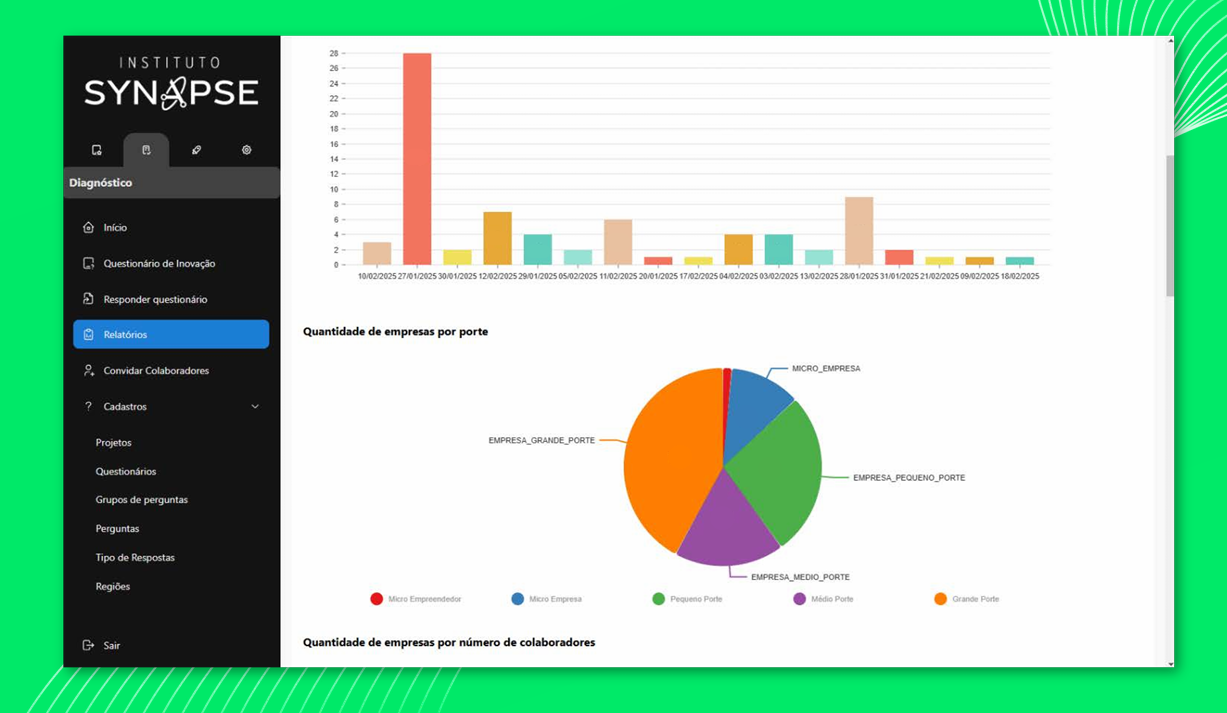 INSTITUTO
SYNAPSE
Diagnóstico
Início
Questionário de Inovação
Responder questionário
Relatórios
Convidar Colaboradores
Cadastros
Projetos
Questionários
Grupos de perguntas
Perguntas
Tipo de Respostas
Regiões
Sair
28
26
24
22
20
18
16
14
12
10
8
6
4
2
0
10/02/2025 27/01/2025 30/01/2025 12/02/2025 29/01/2025 05/02/2025 11/02/2025 20/01/2025 17/02/2025 04/02/2025 03/02/2025 13/02/2025 28/01/2025 31/01/2025 21/02/2025 09/02/2025 18/02/2025
Quantidade de empresas por porte
MICRO_EMPRESA
EMPRESA_GRANDE_PORTE
EMPRESA_PEQUENO_PORTE
EMPRESA_MEDIO_PORTE
Micro Empreendedor Micro Empresa Pequeno Porte Médio Porte Grande Porte
Quantidade de empresas por número de colaboradores